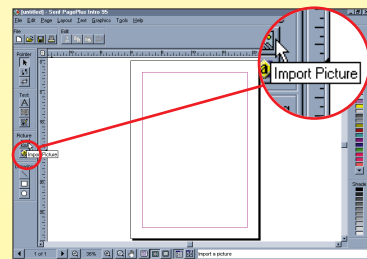 [untitled] - Serif PagePlus Intro 95
File Edit Page Layout Text Graphics Tools Help
File
Edit
Pointer
Text
A
Picture
Import Picture
Import Picture
Shade
1 of 1
36%
Import a picture